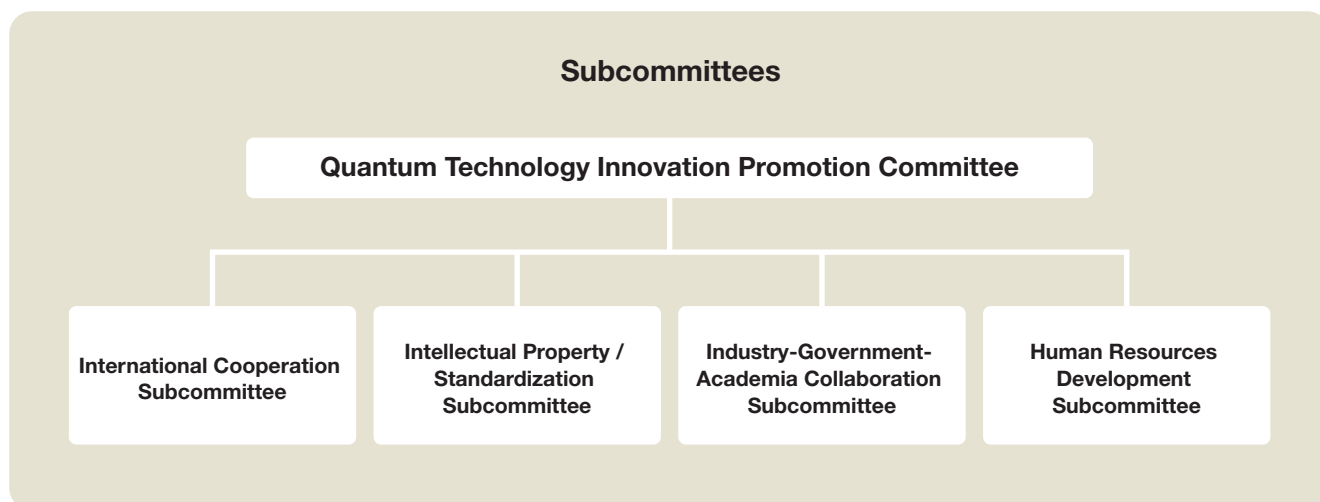 Subcommittees
Quantum Technology Innovation Promotion Committee
International Cooperation
Subcommittee
Intellectual Property /
Standardization
Subcommittee
Industry-Government-
Academia Collaboration
Subcommittee
Human Resources
Development
Subcommittee